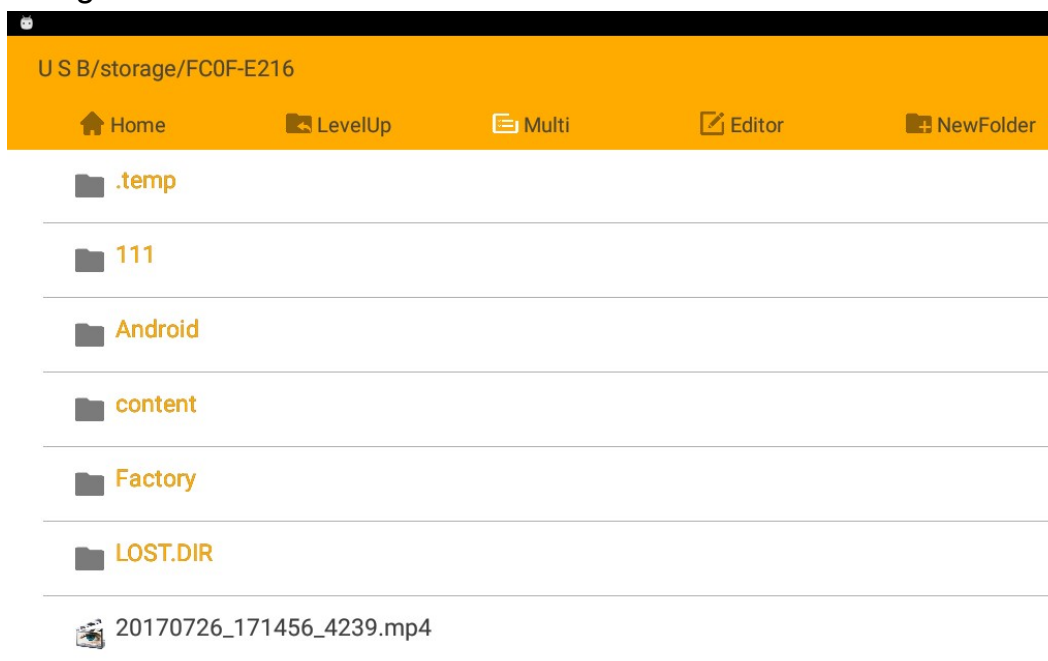 U S B/storage/FC0F-E216
Home LevelUp Multi Editor NewFolder
.temp
111
Android
content
Factory
LOST.DIR
20170726_171456_4239.mp4